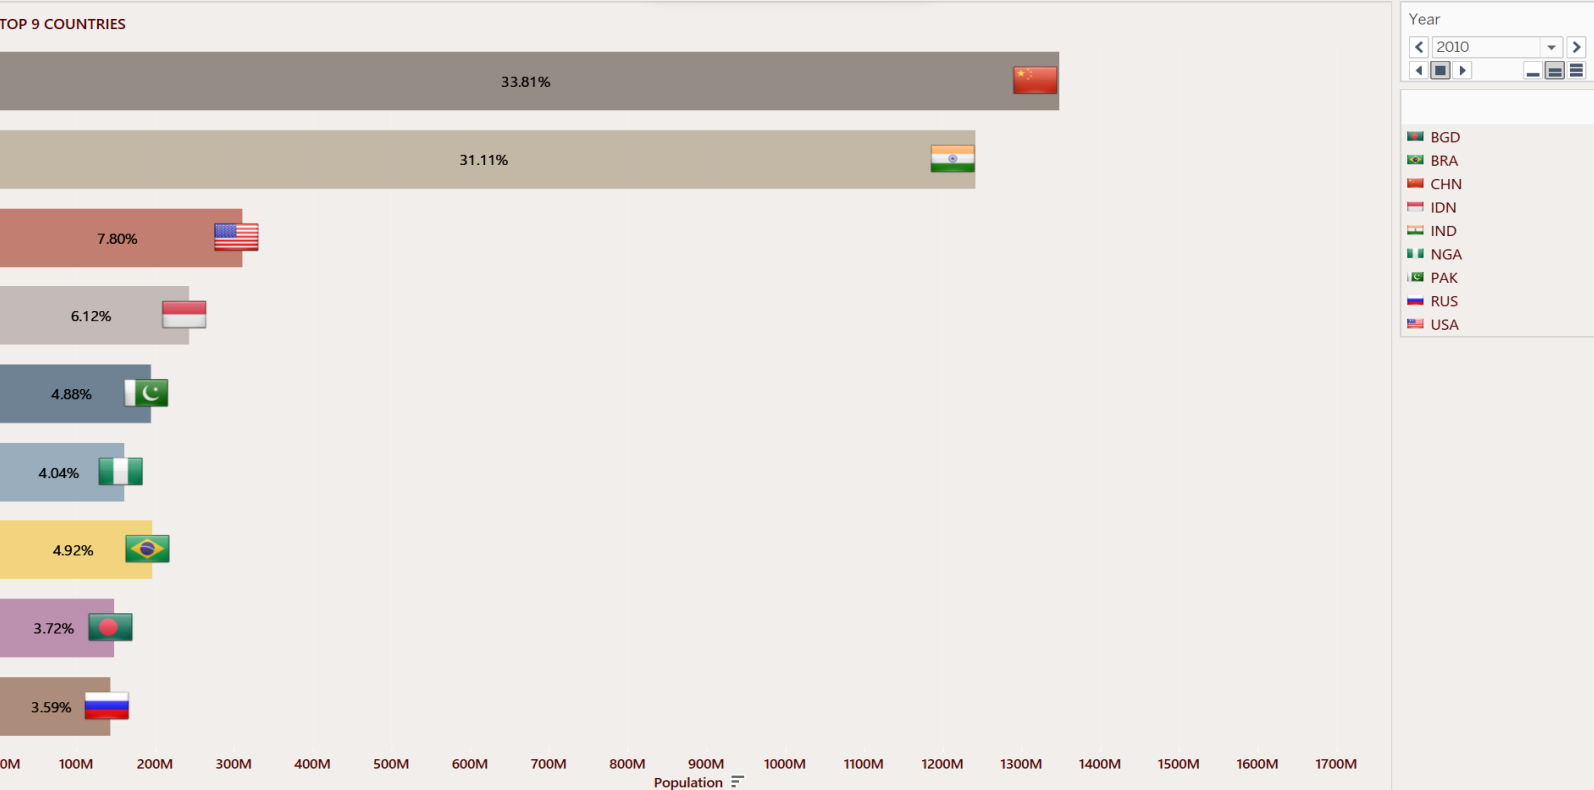 TOP 9 COUNTRIES
33.81%
31.11%
7.80%
6.12%
4.88%
4.04%
4.92%
3.72%
3.59%
0M 100M 200M 300M 400M 500M 600M 700M 800M 900M 1000M 1100M 1200M 1300M 1400M 1500M 1600M 1700M
Population
Year
2010
BGD
BRA
CHN
IDN
IND
NGA
PAK
RUS
USA